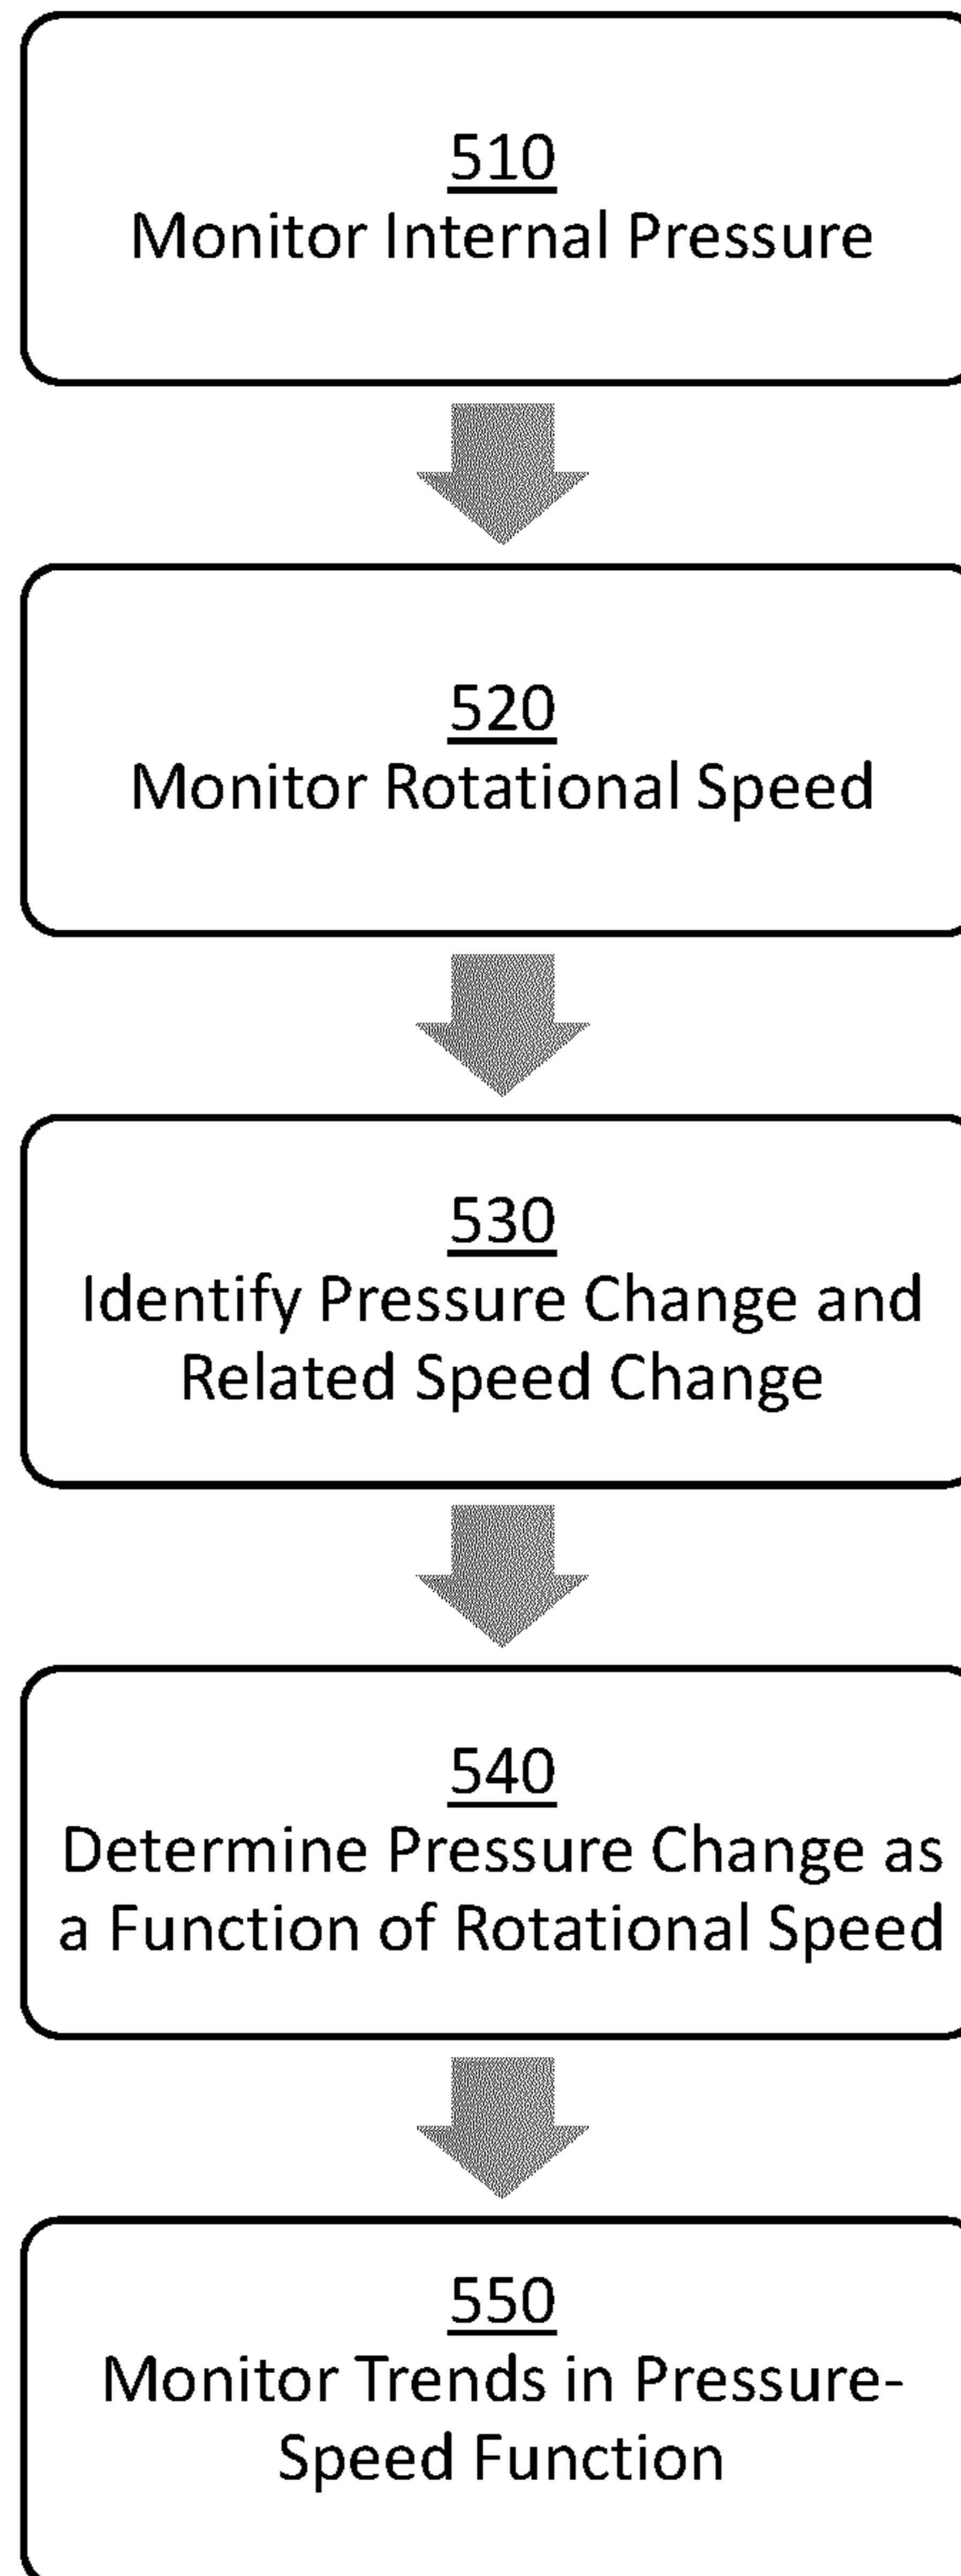 510
Monitor Internal Pressure
520
Monitor Rotational Speed
530
Identify Pressure Change and
Related Speed Change
540
Determine Pressure Change as
a Function of Rotational Speed
550
Monitor Trends in Pressure-
Speed Function